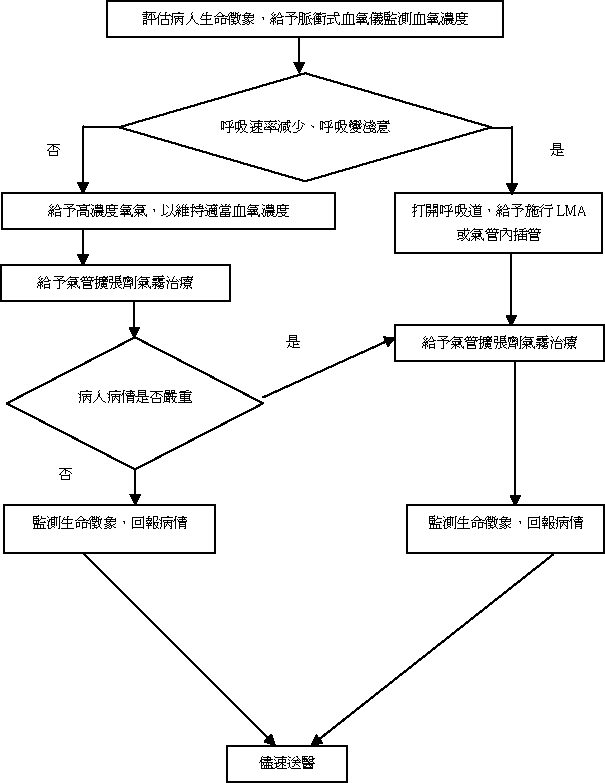 評估病人生命徵象，給予脈衝式血氧儀監測血氧濃度
呼吸速率減少、呼吸變淺意
否
是
給予高濃度氧氣，以維持適當血氧濃度
打開呼吸道，給予施行 LMA
或氣管內插管
給予氣管擴張劑氣霧治療
是
給予氣管擴張劑氣霧治療
病人病情是否嚴重
否
監測生命徵象，回報病情
監測生命徵象，回報病情
儘速送醫